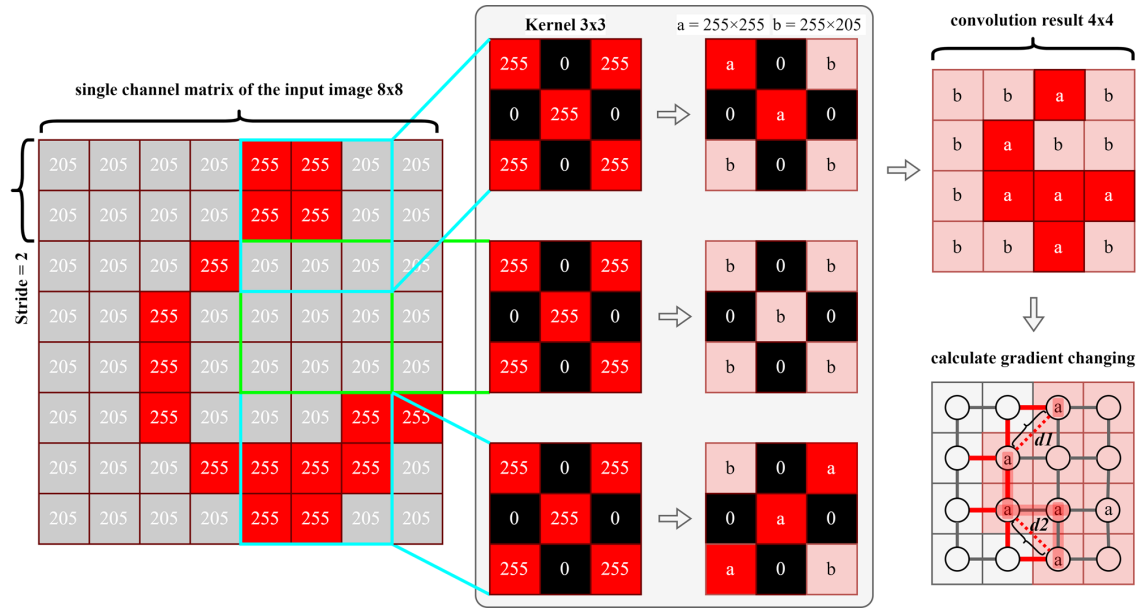 single channel matrix of the input image 8x8
Stride = 2
205 205 205 205 255 255 205 205
205 205 205 205 255 255 205 205
205 205 205 255 205 205 205 205
205 205 255 205 205 205 205 205
205 205 255 205 205 205 205 205
205 205 255 205 205 205 255 255
205 205 205 255 255 255 255 205
205 205 205 205 255 255 205 205
Kernel 3x3
255 0 255
0 255 0
255 0 255
255 0 255
0 255 0
255 0 255
255 0 255
0 255 0
255 0 255
a = 255×255 b = 255×205
a 0 b
0 a 0
b 0 b
b 0 b
0 b 0
b 0 b
b 0 a
0 a 0
a 0 b
convolution result 4x4
b b a b
b a b b
b a a a
b b a b
calculate gradient changing
a
d1
a
a a a
d2
a